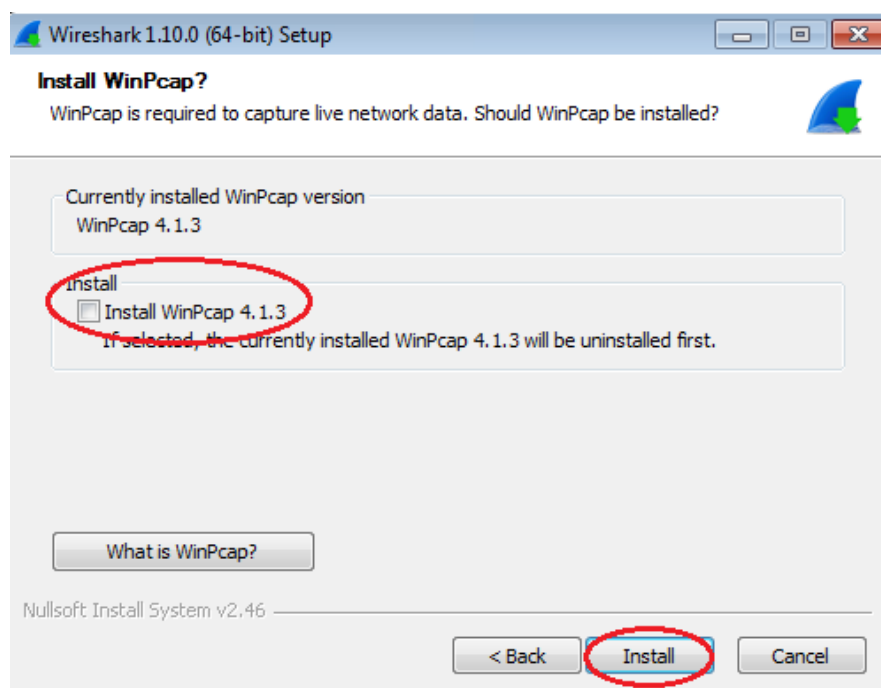 Wireshark 1.10.0 (64-bit) Setup
Install WinPcap?
WinPcap is required to capture live network data. Should WinPcap be installed?
Currently installed WinPcap version
WinPcap 4.1.3
Install
Install WinPcap 4.1.3
If selected, the currently installed WinPcap 4.1.3 will be uninstalled first.
What is WinPcap?
Nullsoft Install System v2.46
< Back Install Cancel